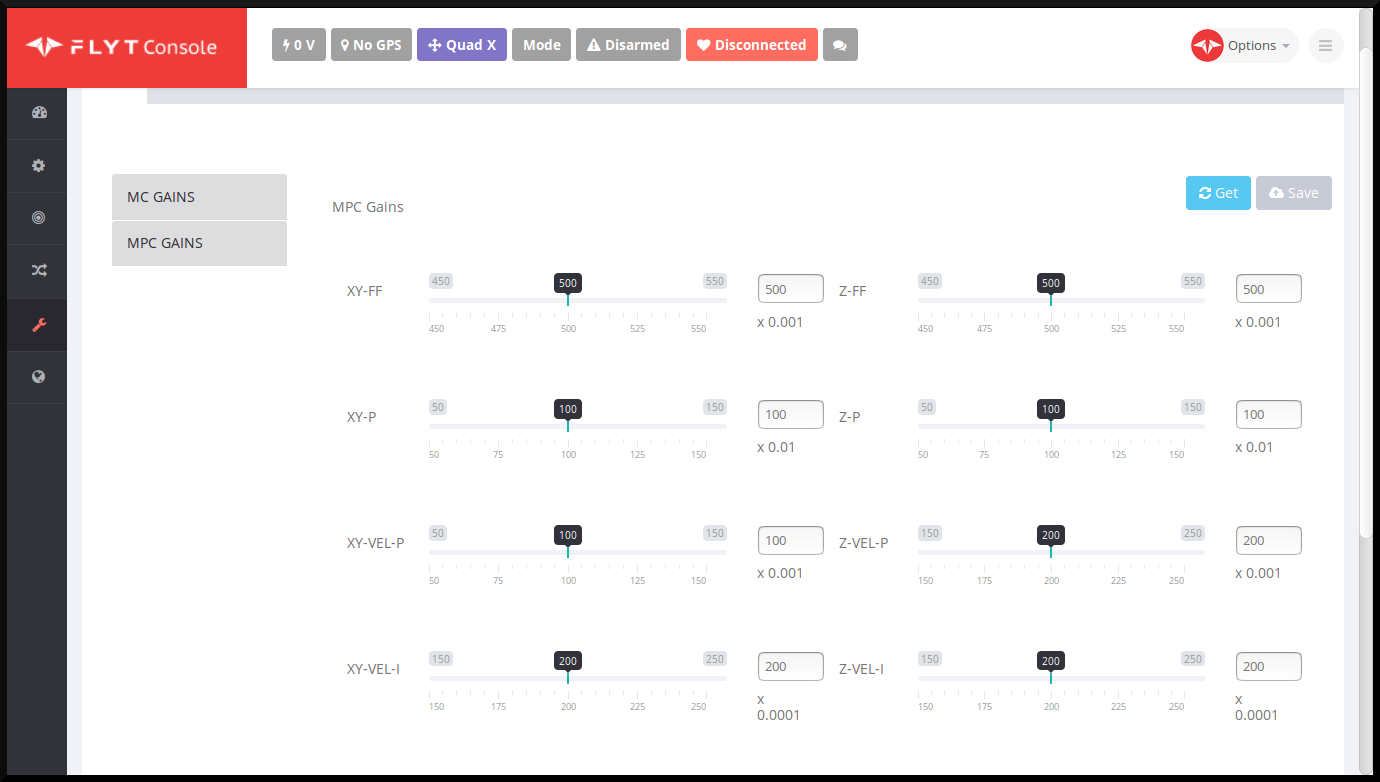 FLYT Console
0 V
No GPS
Quad X
Mode
Disarmed
Disconnected
Options
MC GAINS
MPC GAINS
MPC Gains
Get
Save
XY-FF
450 500 550
450 475 500 525 550
500
x 0.001
Z-FF
450 500 550
450 475 500 525 550
500
x 0.001
XY-P
50 100 150
50 75 100 125 150
100
x 0.01
Z-P
50 100 150
50 75 100 125 150
100
x 0.01
XY-VEL-P
50 100 150
50 75 100 125 150
100
x 0.001
Z-VEL-P
150 200 250
150 175 200 225 250
200
x 0.001
XY-VEL-I
150 200 250
150 175 200 225 250
200
x
0.0001
Z-VEL-I
150 200 250
150 175 200 225 250
200
x
0.0001